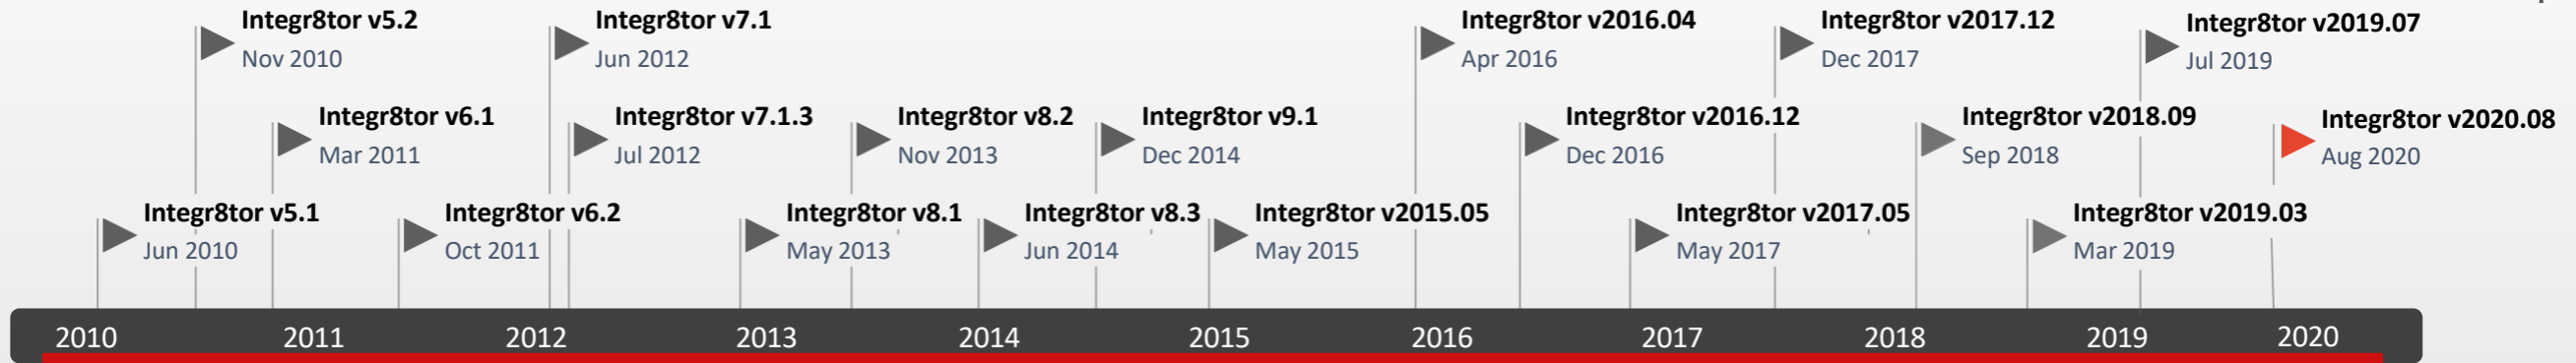 Integr8tor v5.2
Nov 2010
Integr8tor v7.1
Jun 2012
Integr8tor v2016.04
Apr 2016
Integr8tor v2017.12
Dec 2017
Integr8tor v2019.07
Jul 2019
Integr8tor v6.1
Mar 2011
Integr8tor v7.1.3
Jul 2012
Integr8tor v8.2
Nov 2013
Integr8tor v9.1
Dec 2014
Integr8tor v2016.12
Dec 2016
Integr8tor v2018.09
Sep 2018
Integr8tor v2020.08
Aug 2020
Integr8tor v5.1
Jun 2010
Integr8tor v6.2
Oct 2011
Integr8tor v8.1
May 2013
Integr8tor v8.3
Jun 2014
Integr8tor v2015.05
May 2015
Integr8tor v2017.05
May 2017
Integr8tor v2019.03
Mar 2019
2010 2011 2012 2013 2014 2015 2016 2017 2018 2019 2020